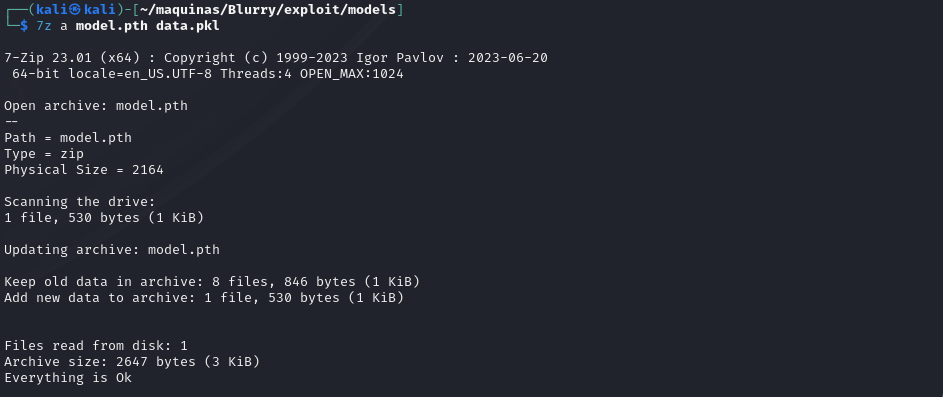 ┌──(kali㉿kali)-[~/maquinas/Blurry/exploit/models]
└─$ 7z a model.pth data.pkl
7-Zip 23.01 (x64) : Copyright (c) 1999-2023 Igor Pavlov : 2023-06-20
 64-bit locale=en_US.UTF-8 Threads:4 OPEN_MAX:1024
Open archive: model.pth
--
Path = model.pth
Type = zip
Physical Size = 2164
Scanning the drive:
1 file, 530 bytes (1 KiB)
Updating archive: model.pth
Keep old data in archive: 8 files, 846 bytes (1 KiB)
Add new data to archive: 1 file, 530 bytes (1 KiB)
Files read from disk: 1
Archive size: 2647 bytes (3 KiB)
Everything is Ok